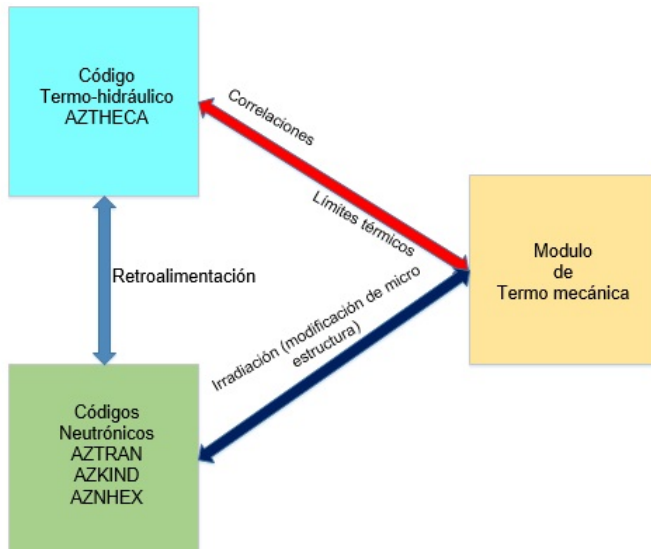 Código
Termo-hidráulico
AZTHECA
Correlaciones
Límites térmicos
Modulo
de
Termo mecánica
Retroalimentación
Irradiación (modificación de micro
estructura)
Códigos
Neutrónicos
AZTRAN
AZKIND
AZNHEX